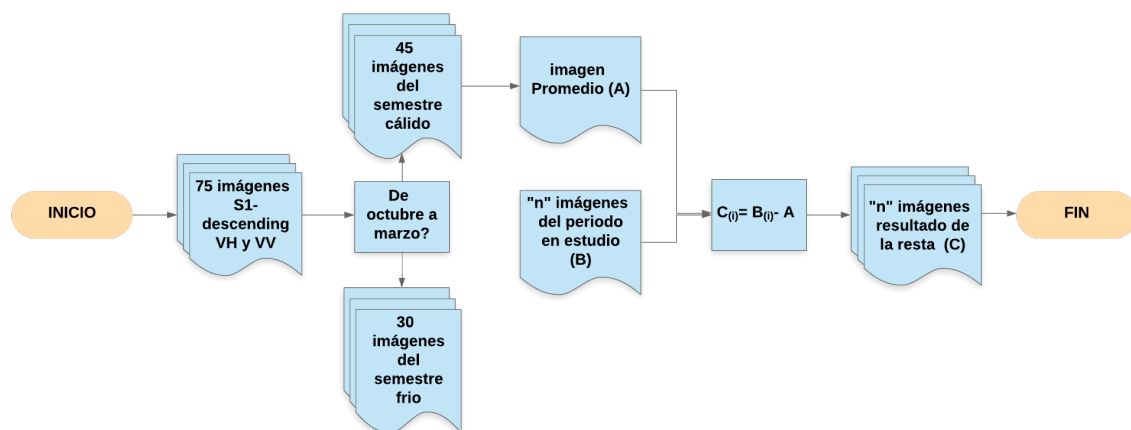 INICIO
75 imágenes
S1-
descending
VH y VV
De
octubre a
marzo?
45
imágenes
del
semestre
cálido
30
imágenes
del
semestre
frio
imagen
Promedio (A)
"n" imágenes
del periodo
en estudio
(B)
C(i)= B(i)- A
"n" imágenes
resultado de
la resta (C)
FIN